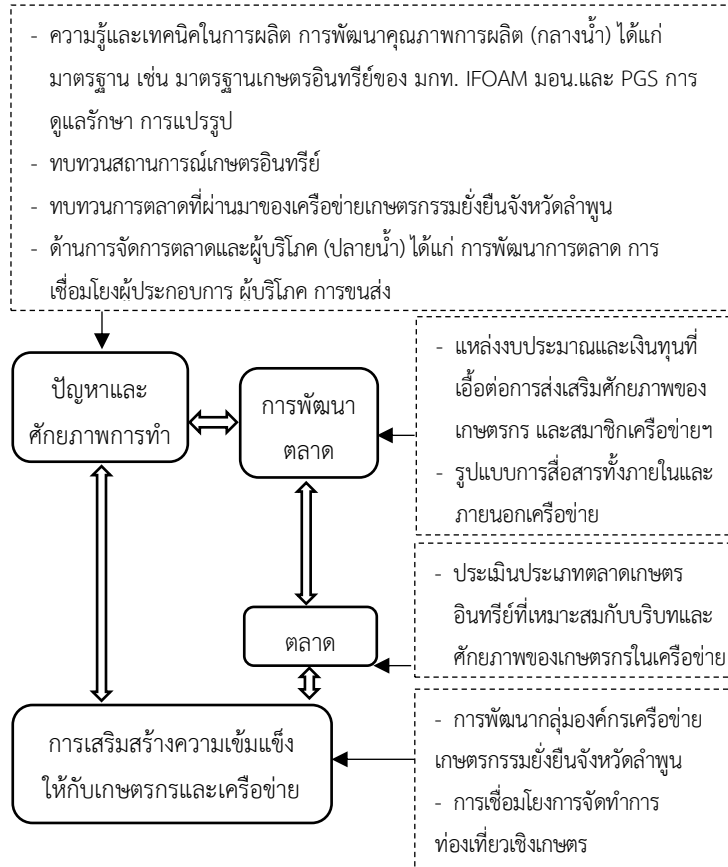 - ความรู้และเทคนิคในการผลิต การพัฒนาคุณภาพการผลิต (กลางน้ำ) ได้แก่
มาตรฐาน เช่น มาตรฐานเกษตรอินทรีย์ของ มกท. IFOAM มอน.และ PGS การ
ดูแลรักษา การแปรรูป
- ทบทวนสถานการณ์เกษตรอินทรีย์
- ทบทวนการตลาดที่ผ่านมาของเครือข่ายเกษตรกรรมยั่งยืนจังหวัดลำพูน
- ด้านการจัดการตลาดและผู้บริโภค (ปลายน้ำ) ได้แก่ การพัฒนาการตลาด การ
เชื่อมโยงผู้ประกอบการ ผู้บริโภค การขนส่ง
ปัญหาและ
ศักยภาพการทำ
การพัฒนา
ตลาด
- แหล่งงบประมาณและเงินทุนที่
เอื้อต่อการส่งเสริมศักยภาพของ
เกษตรกร และสมาชิกเครือข่ายฯ
- รูปแบบการสื่อสารทั้งภายในและ
ภายนอกเครือข่าย
ตลาด
- ประเมินประเภทตลาดเกษตร
อินทรีย์ที่เหมาะสมกับบริบทและ
ศักยภาพของเกษตรกรในเครือข่าย
การเสริมสร้างความเข้มแข็ง
ให้กับเกษตรกรและเครือข่าย
- การพัฒนากลุ่มองค์กรเครือข่าย
เกษตรกรรมยั่งยืนจังหวัดลำพูน
- การเชื่อมโยงการจัดทำการ
ท่องเที่ยวเชิงเกษตร